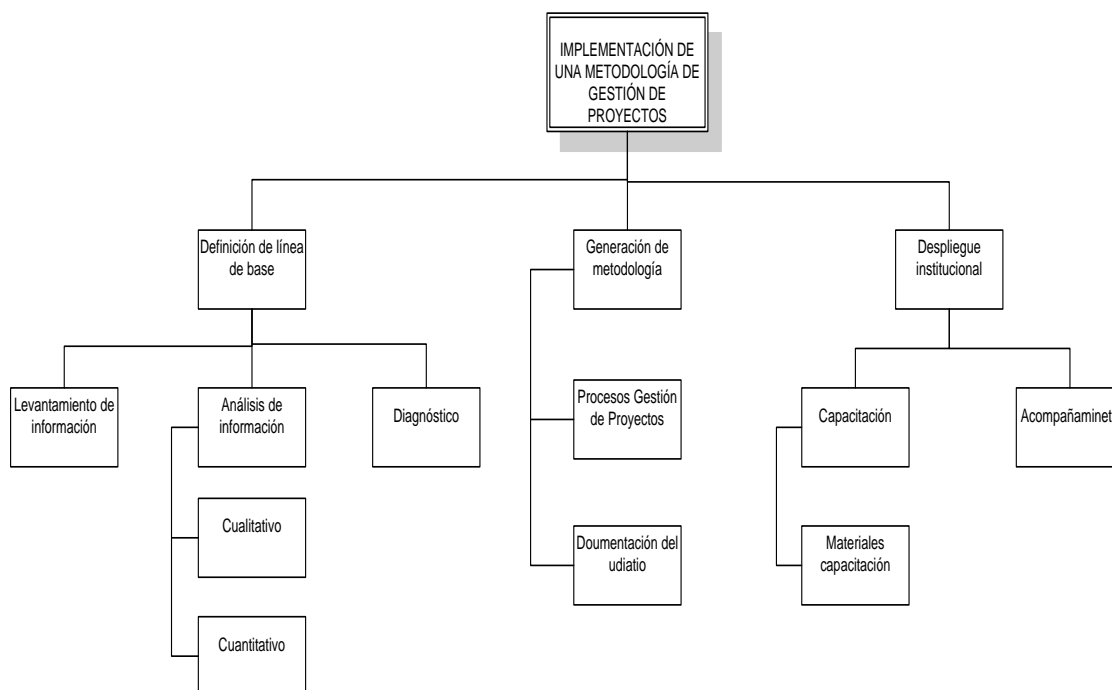 IMPLEMENTACIÓN DE
UNA METODOLOGÍA DE
GESTIÓN DE
PROYECTOS
Definición de línea
de base
Generación de
metodología
Despliegue
institucional
Levantamiento de
información
Análisis de
información
Diagnóstico
Procesos Gestión
de Proyectos
Capacitación
Acompañaminet
Cualitativo
Doumentación del
udiatio
Materiales
capacitación
Cuantitativo